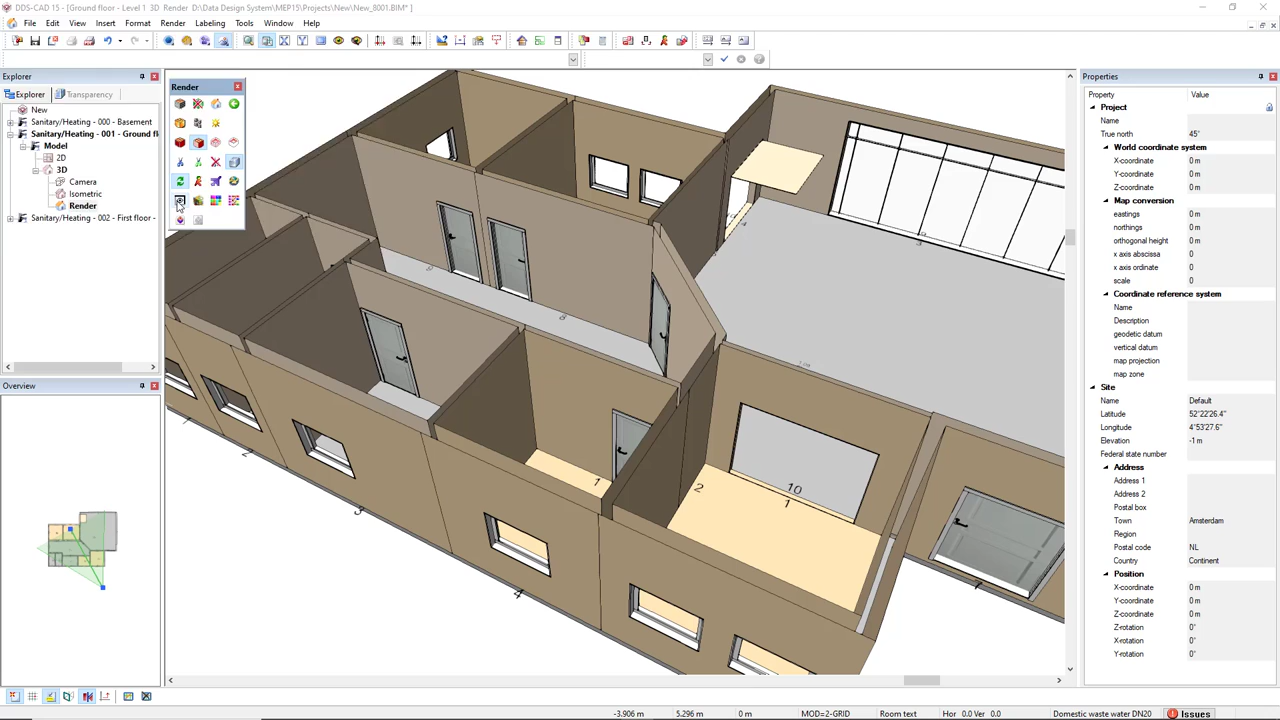 DDS-CAD 15 - [Ground floor - Level 1 3D Render D:\Data Design System\MEP15\Projects\New\New_8001.BIM* ]
File Edit View Insert Format Render Labeling Tools Window Help
Explorer
Explorer Transparency
New
Sanitary/Heating - 000 - Basement
Sanitary/Heating - 001 - Ground fl
Model
2D
3D
Camera
Isometric
Render
Sanitary/Heating - 002 - First floor -
Overview
Render
1
2
10
1
3
4
Properties
Property Value
Project
Name
True north 45°
World coordinate system
X-coordinate 0 m
Y-coordinate 0 m
Z-coordinate 0 m
Map conversion
eastings 0 m
northings 0 m
orthogonal height 0 m
x axis abscissa 0
x axis ordinate 0
scale 0
Coordinate reference system
Name
Description
geodetic datum
vertical datum
map projection
map zone
Site
Name Default
Latitude 52°22'26.4"
Longitude 4°53'27.6"
Elevation -1 m
Federal state number
Address
Address 1
Address 2
Postal box
Town Amsterdam
Region
Postal code NL
Country Continent
Position
X-coordinate 0 m
Y-coordinate 0 m
Z-coordinate 0 m
Z-rotation 0°
X-rotation 0°
Y-rotation 0°
-3.906 m 5.296 m 0 m MOD=2-GRID Room text Hor 0.0 Ver 0.0 Domestic waste water DN20 Issues